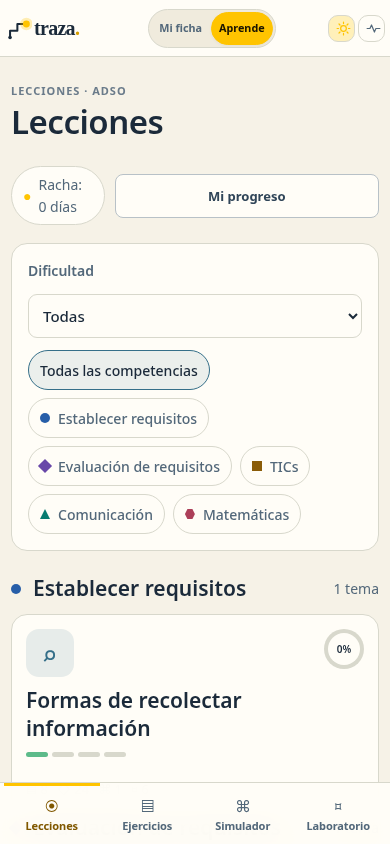 traza.
Mi ficha
Aprende
LECCIONES · ADSO
Lecciones
Racha:
0 días
Mi progreso
Dificultad
Todas
Todas las competencias
Establecer requisitos
Evaluación de requisitos
TICs
Comunicación
Matemáticas
Establecer requisitos
1 tema
0%
Formas de recolectar
información
Lecciones
Ejercicios
Simulador
Laboratorio